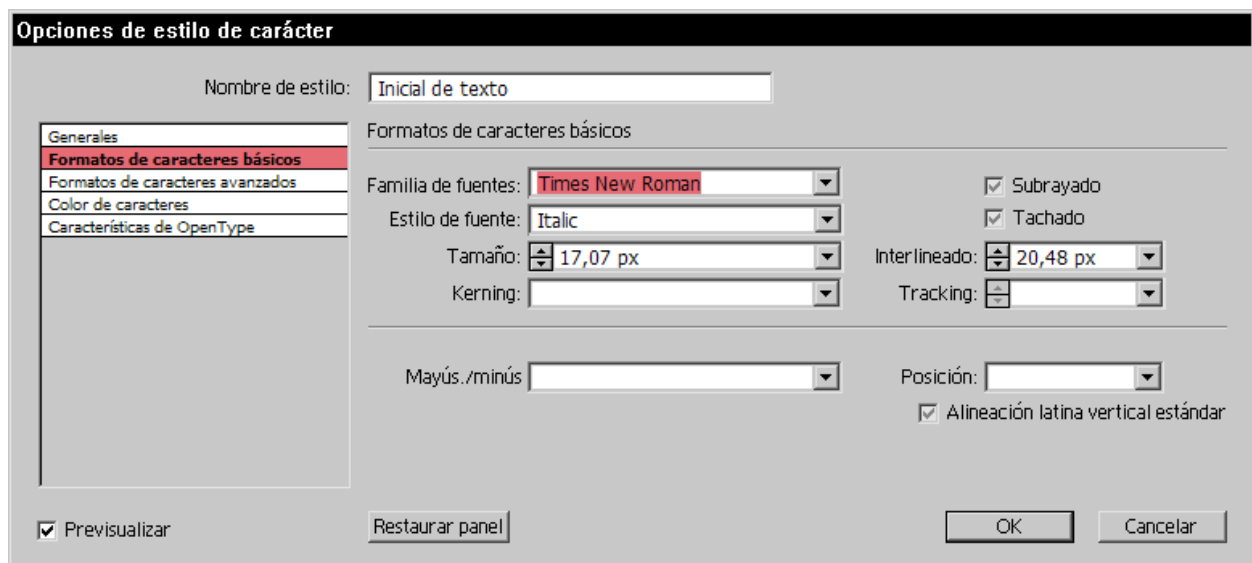 Opciones de estilo de carácter
Nombre de estilo: Inicial de texto
Generales
Formatos de caracteres básicos
Formatos de caracteres avanzados
Color de caracteres
Características de OpenType
Formatos de caracteres básicos
Familia de fuentes: Times New Roman Subrayado
Estilo de fuente: Italic Tachado
Tamaño: 17,07 px Interlineado: 20,48 px
Kerning: Tracking:
Mayús./minús Posición:
Alineación latina vertical estándar
Previsualizar Restaurar panel OK Cancelar